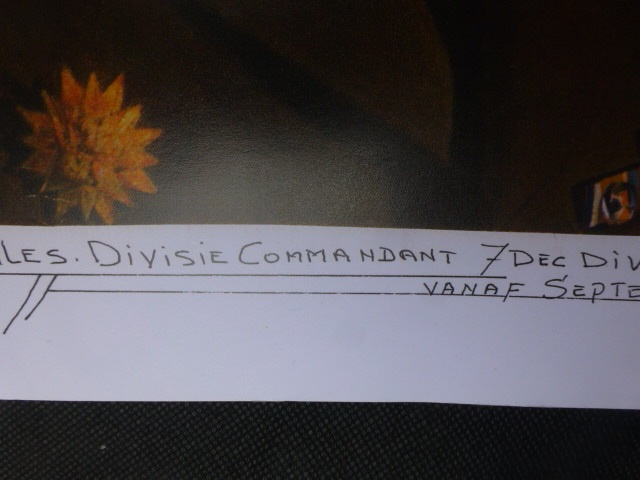 LES. DIVISIE COMMANDANT 7 DEC DIV
VANAF SEPTE